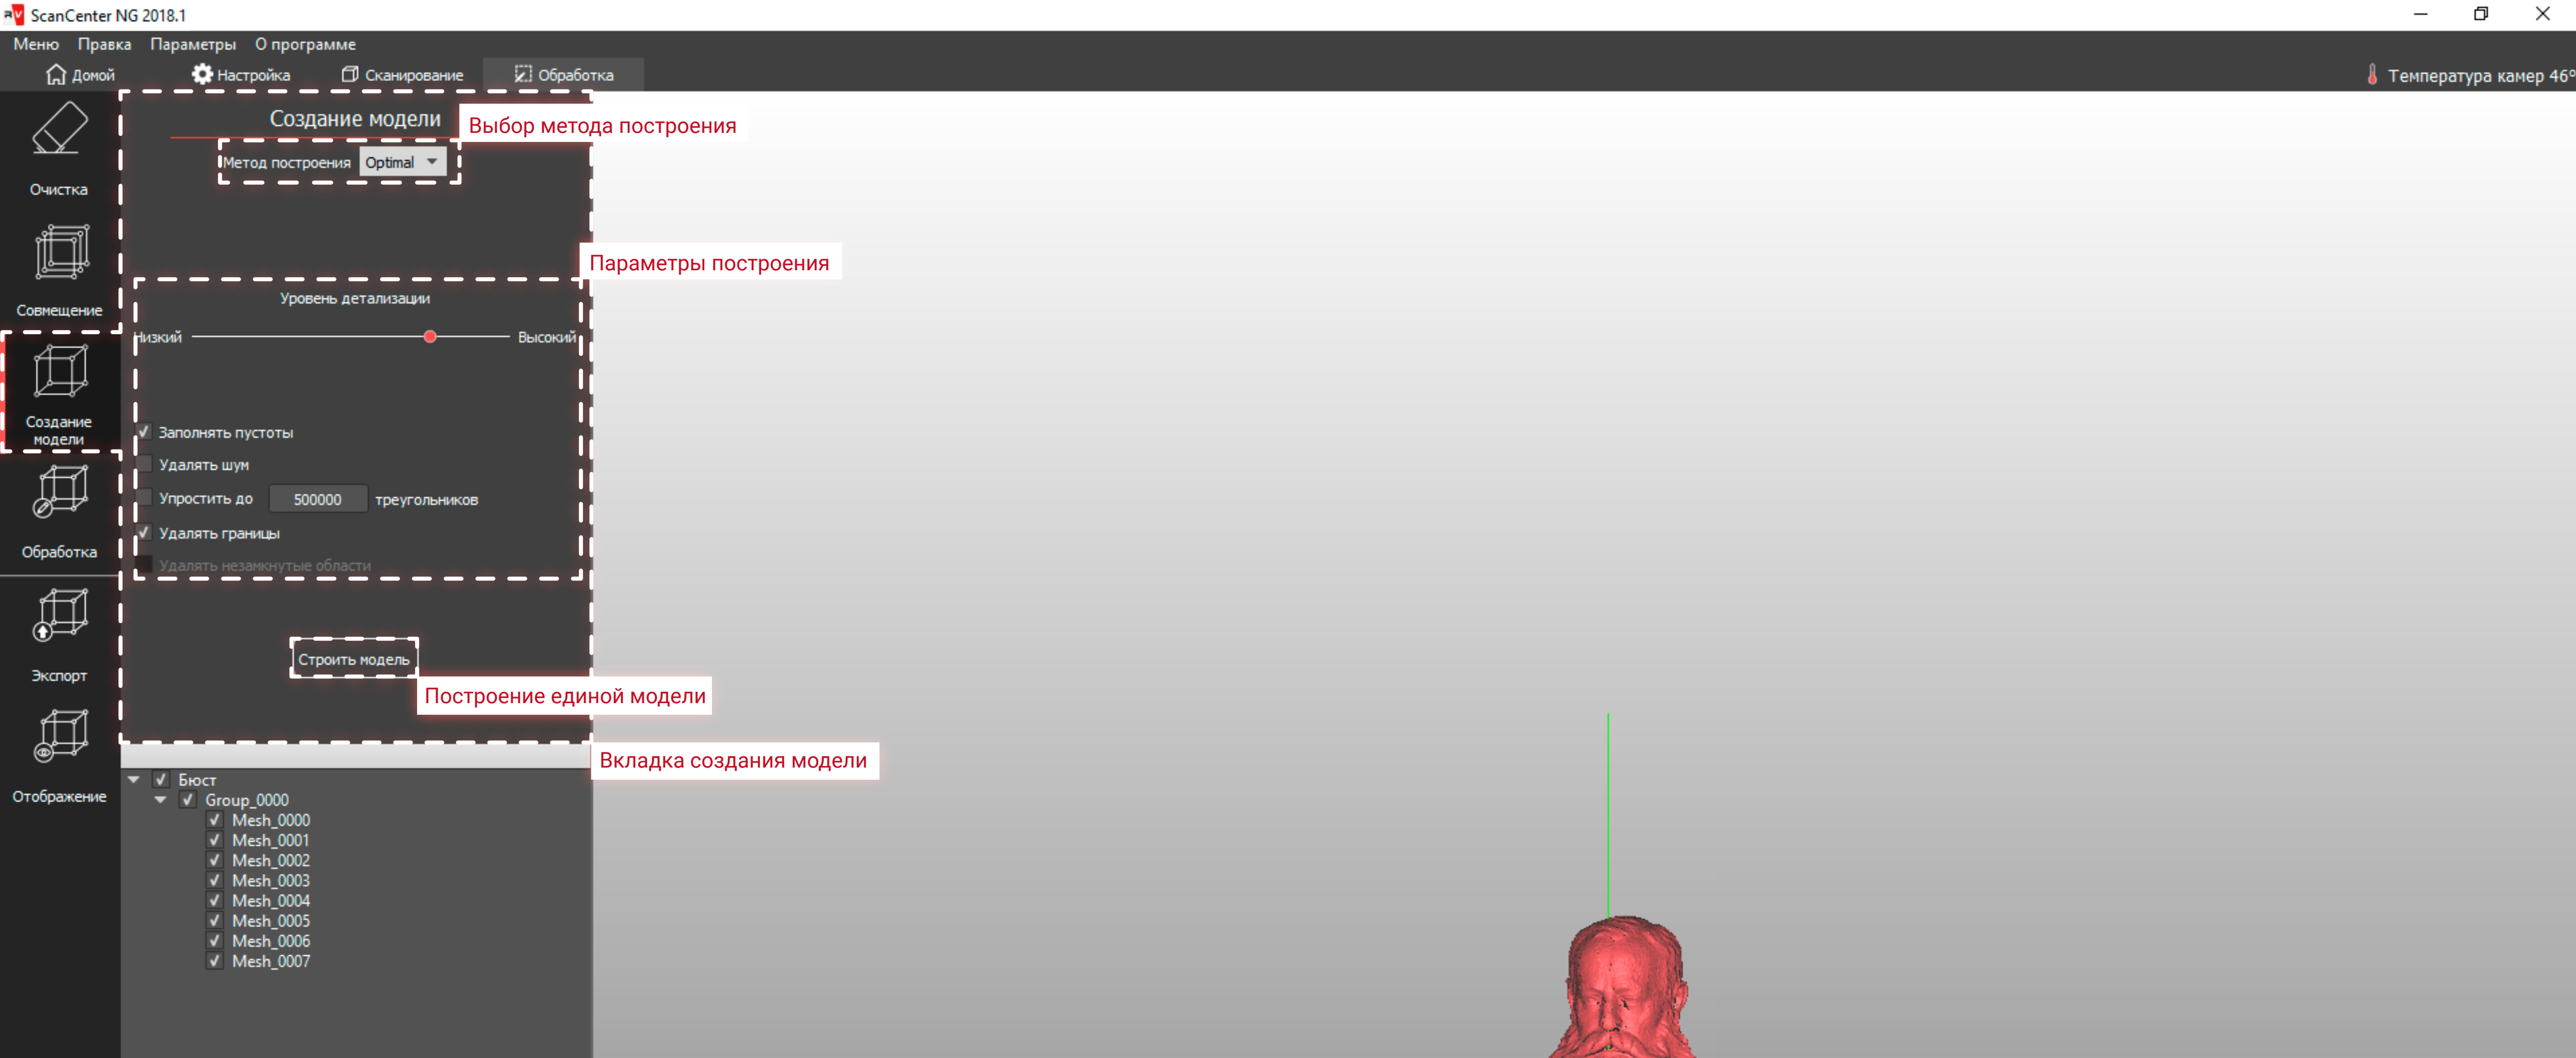 ScanCenter NG 2018.1
Меню Правка Параметры О программе
Домой Настройка Сканирование Обработка Температура камер 46°
Создание модели
Выбор метода построения
Метод построения Optimal
Очистка
Параметры построения
Уровень детализации
Совмещение
Низкий Высокий
Создание
модели
Заполнять пустоты
Удалять шум
Упростить до 500000 треугольников
Удалять границы
Обработка
Удалять незамкнутые области
Строить модель
Экспорт
Построение единой модели
Вкладка создания модели
Отображение
Бюст
Group_0000
Mesh_0000
Mesh_0001
Mesh_0002
Mesh_0003
Mesh_0004
Mesh_0005
Mesh_0006
Mesh_0007